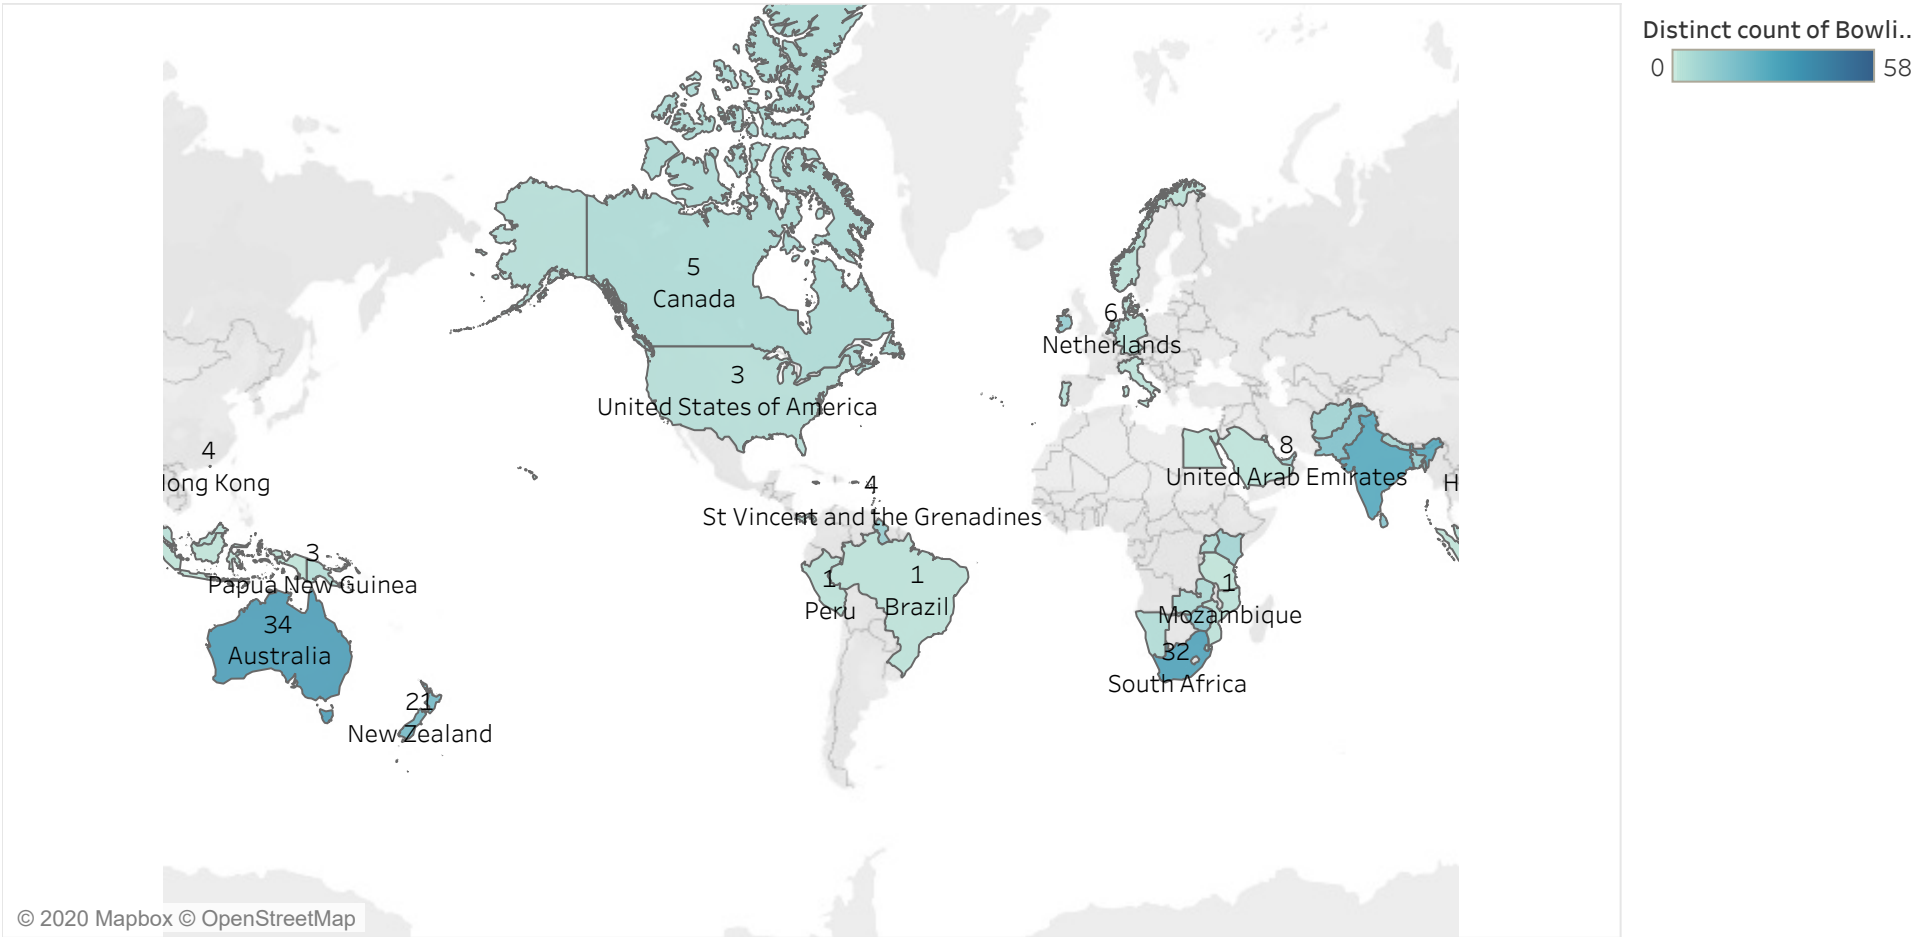 Distinct count of Bowli..
0 58
5
Canada
6
Netherlands
3
United States of America
4
ong Kong
8
United Arab Emirates
H
4
St Vincent and the Grenadines
3
Papua New Guinea
1
Peru
1
Brazil
1
Mozambique
34
Australia
32
South Africa
21
New Zealand
© 2020 Mapbox © OpenStreetMap